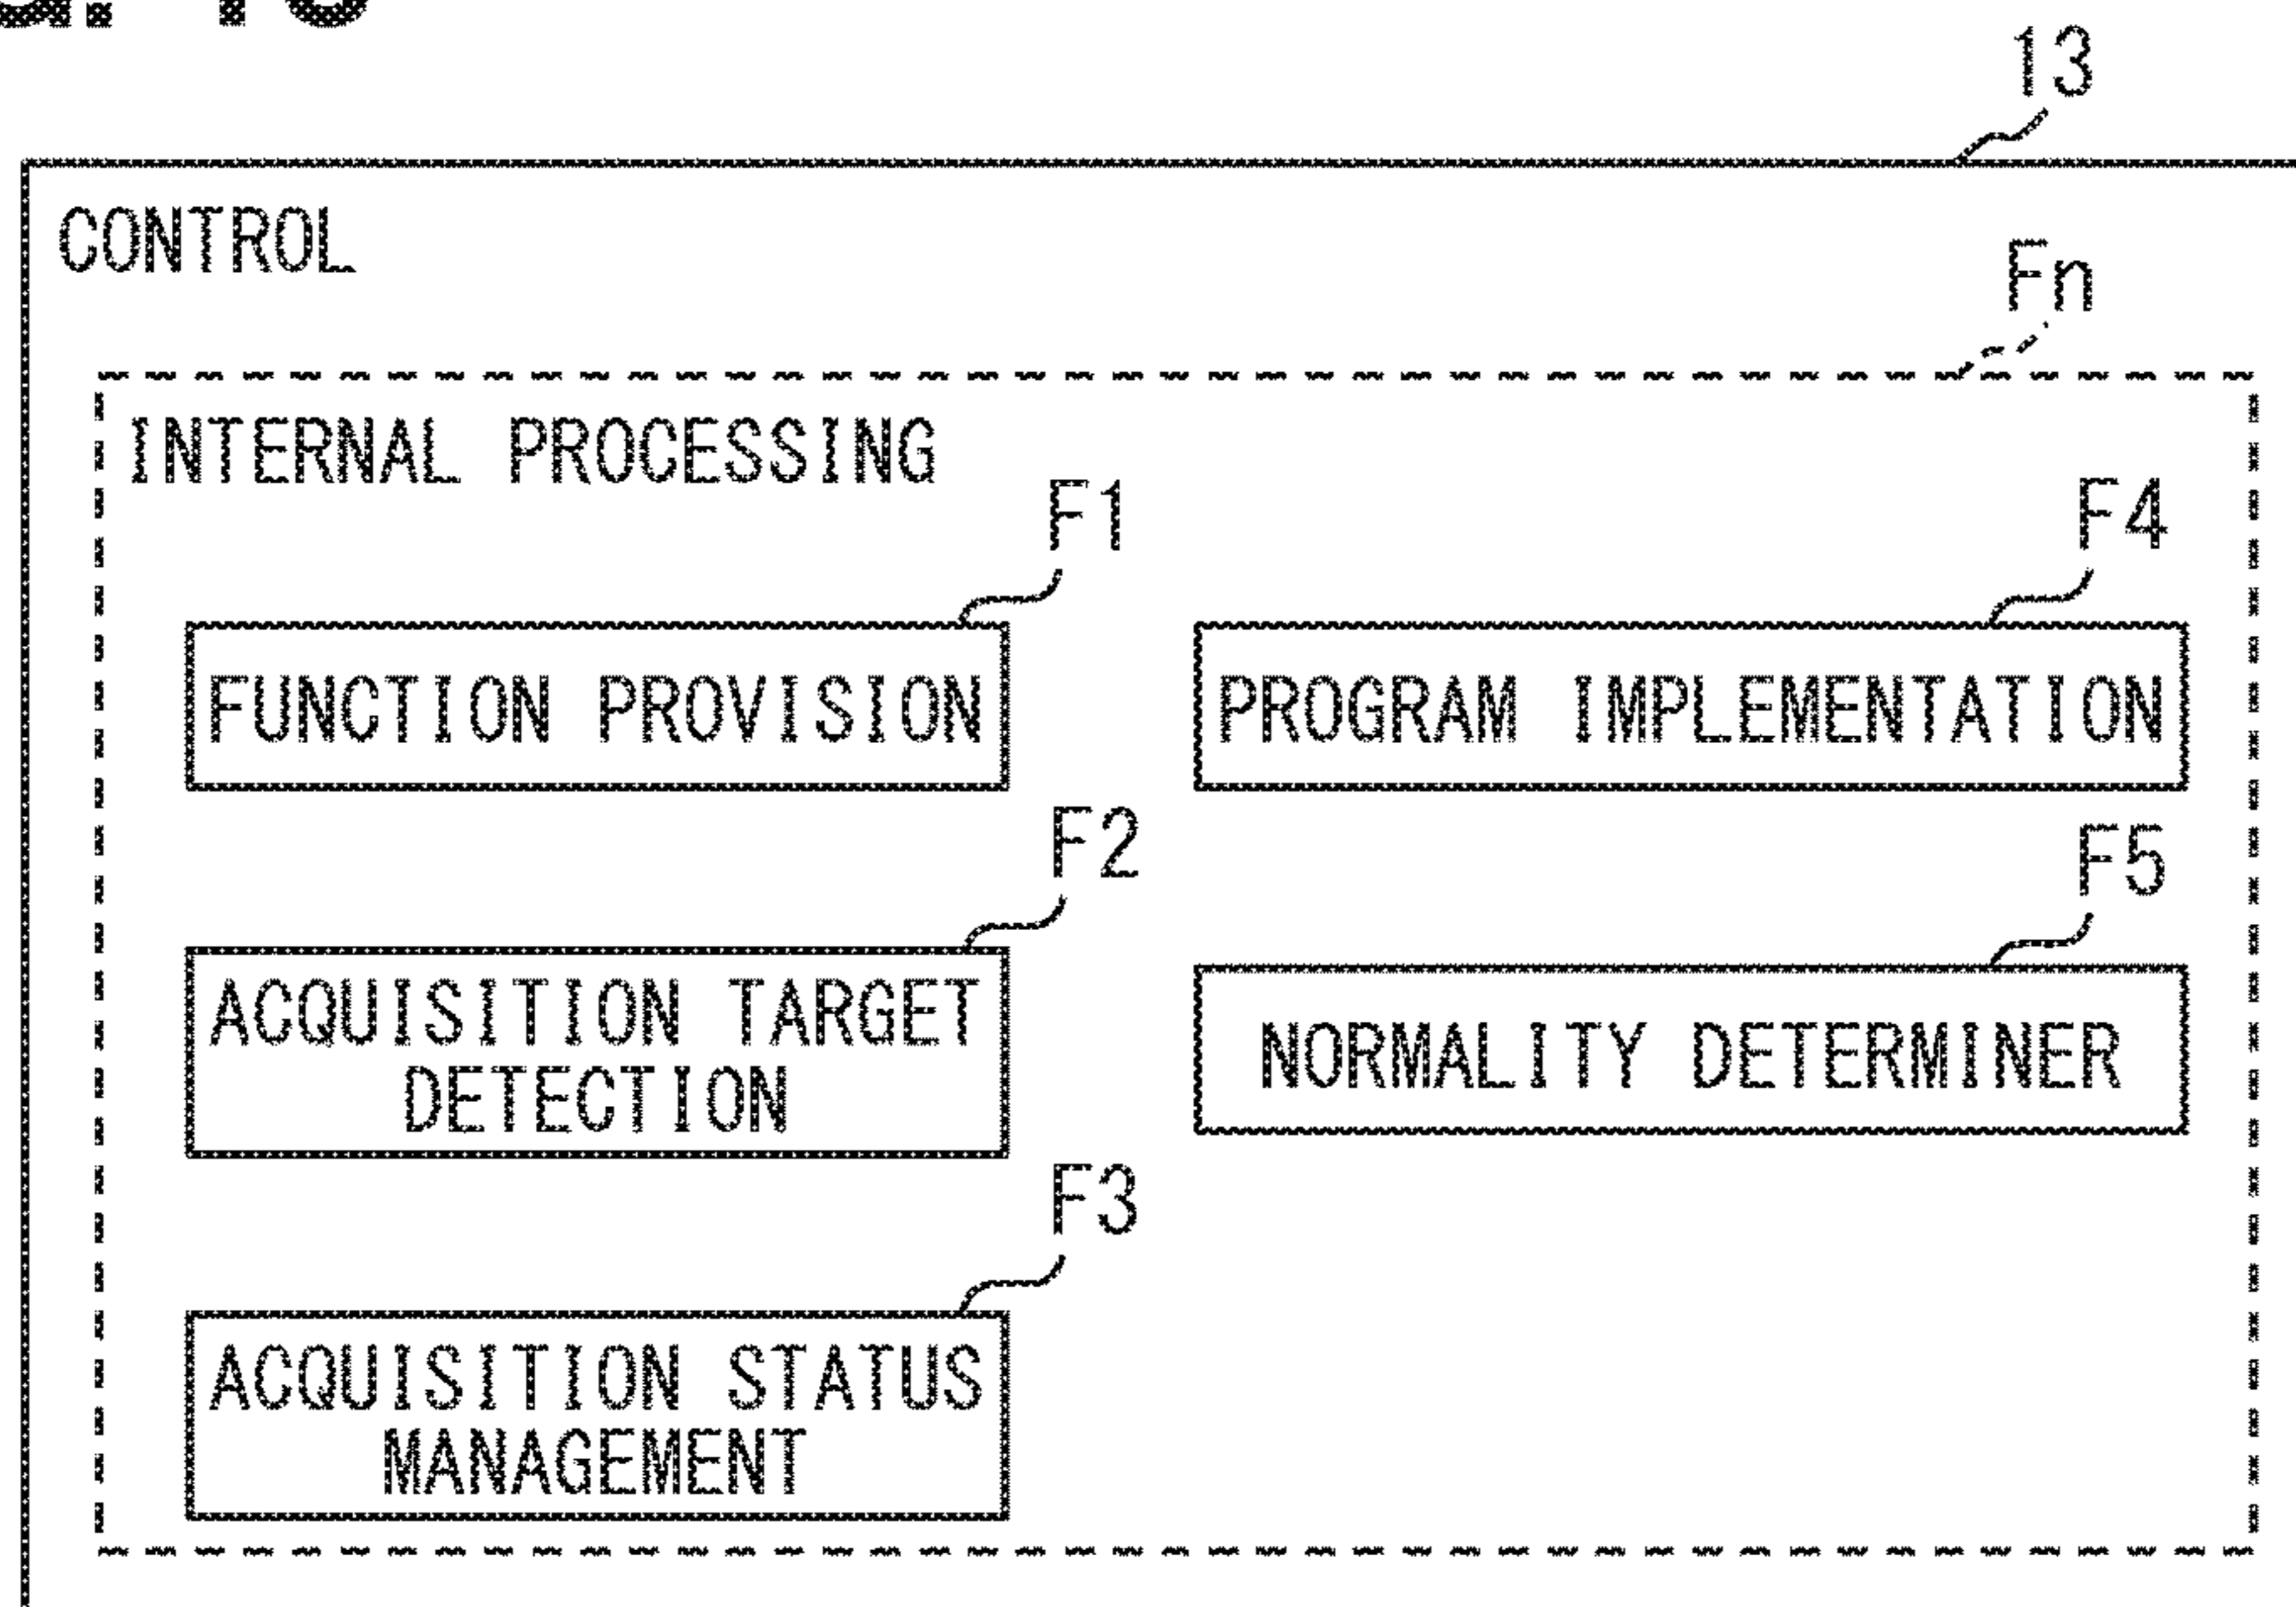 13
CONTROL
Fn
INTERNAL PROCESSING
F1
FUNCTION PROVISION
F2
ACQUISITION TARGET
DETECTION
F3
ACQUISITION STATUS
MANAGEMENT
F4
PROGRAM IMPLEMENTATION
F5
NORMALITY DETERMINER